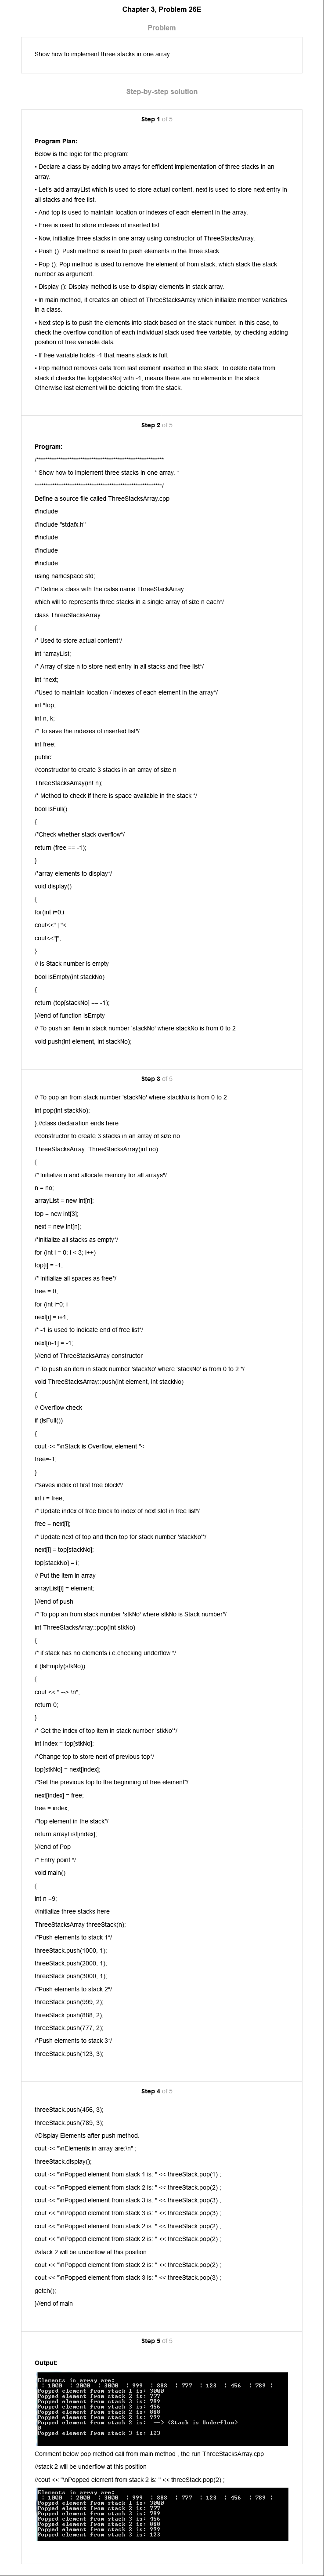 Chapter 3, Problem 26E
Problem
Show how to implement three stacks in one array.
Step-by-step solution
Step 1 of 5
Program Plan:
Below is the logic for the program:
• Declare a class by adding two arrays for efficient implementation of three stacks in an
array.
• Let's add arrayList which is used to store actual content, next is used to store next entry in
all stacks and free list.
• And top is used to maintain location or indexes of each element in the array.
• Free is used to store indexes of inserted list.
• Now, initialize three stacks in one array using constructor of ThreeStacksArray.
• Push (): Push method is used to push elements in the three stack.
• Pop (): Pop method is used to remove the element of from stack, which stack the stack
number as argument.
• Display (): Display method is use to display elements in stack array.
• In main method, it creates an object of ThreeStacksArray which initialize member variables
in a class.
• Next step is to push the elements into stack based on the stack number. In this case, to
check the overflow condition of each individual stack used free variable, by checking adding
position of free variable data.
• If free variable holds -1 that means stack is full.
• Pop method removes data from last element inserted in the stack. To delete data from
stack it checks the top[stackNo] with -1, means there are no elements in the stack.
Otherwise last element will be deleting from the stack.
Step 2 of 5
Program:
/**********************************************************
* Show how to implement three stacks in one array. *
**********************************************************/
Define a source file called ThreeStacksArray.cpp
#include
#include "stdafx.h"
#include
#include
#include
using namespace std;
/* Define a class with the calss name ThreeStackArray
which will to represents three stacks in a single array of size n each*/
class ThreeStacksArray
{
/* Used to store actual content*/
int *arrayList;
/* Array of size n to store next entry in all stacks and free list*/
int *next;
/*Used to maintain location / indexes of each element in the array*/
int *top;
int n, k;
/* To save the indexes of inserted list*/
int free;
public:
//constructor to create 3 stacks in an array of size n
ThreeStacksArray(int n);
/* Method to check if there is space available in the stack */
bool IsFull()
{
/*Check whether stack overflow*/
return (free == -1);
}
/*array elements to display*/
void display()
{
for(int i=0;i
cout<<" | "<
cout<<"|";
}
// is Stack number is empty
bool IsEmpty(int stackNo)
{
return (top[stackNo] == -1);
}//end of function IsEmpty
// To push an item in stack number 'stackNo' where stackNo is from 0 to 2
void push(int element, int stackNo);
Step 3 of 5
// To pop an from stack number 'stackNo' where stackNo is from 0 to 2
int pop(int stackNo);
};//class declaration ends here
//constructor to create 3 stacks in an array of size no
ThreeStacksArray::ThreeStacksArray(int no)
{
/* Initialize n and allocate memory for all arrays*/
n = no;
arrayList = new int[n];
top = new int[3];
next = new int[n];
/*Initialize all stacks as empty*/
for (int i = 0; i < 3; i++)
top[i] = -1;
/* Initialize all spaces as free*/
free = 0;
for (int i=0; i
next[i] = i+1;
/* -1 is used to indicate end of free list*/
next[n-1] = -1;
}//end of ThreeStacksArray constructor
/* To push an item in stack number 'stackNo' where 'stackNo' is from 0 to 2 */
void ThreeStacksArray::push(int element, int stackNo)
{
// Overflow check
if (IsFull())
{
cout << "\nStack is Overflow, element "<
free=-1;
}
/*saves index of first free block*/
int i = free;
/* Update index of free block to index of next slot in free list*/
free = next[i];
/* Update next of top and then top for stack number 'stackNo'*/
next[i] = top[stackNo];
top[stackNo] = i;
// Put the item in array
arrayList[i] = element;
}//end of push
/* To pop an from stack number 'stkNo' where stkNo is Stack number*/
int ThreeStacksArray::pop(int stkNo)
{
/* if stack has no elements i.e.checking underflow */
if (IsEmpty(stkNo))
{
cout << " --> \n";
return 0;
}
/* Get the index of top item in stack number 'stkNo'*/
int index = top[stkNo];
/*Change top to store next of previous top*/
top[stkNo] = next[index];
/*Set the previous top to the beginning of free element*/
next[index] = free;
free = index;
/*top element in the stack*/
return arrayList[index];
}//end of Pop
/* Entry point */
void main()
{
int n =9;
//Initialize three stacks here
ThreeStacksArray threeStack(n);
/*Push elements to stack 1*/
threeStack.push(1000, 1);
threeStack.push(2000, 1);
threeStack.push(3000, 1);
/*Push elements to stack 2*/
threeStack.push(999, 2);
threeStack.push(888, 2);
threeStack.push(777, 2);
/*Push elements to stack 3*/
threeStack.push(123, 3);
Step 4 of 5
threeStack.push(456, 3);
threeStack.push(789, 3);
//Display Elements after push method.
cout << "\nElements in array are:\n" ;
threeStack.display();
cout << "\nPopped element from stack 1 is: " << threeStack.pop(1) ;
cout << "\nPopped element from stack 2 is: " << threeStack.pop(2) ;
cout << "\nPopped element from stack 3 is: " << threeStack.pop(3) ;
cout << "\nPopped element from stack 3 is: " << threeStack.pop(3) ;
cout << "\nPopped element from stack 2 is: " << threeStack.pop(2) ;
cout << "\nPopped element from stack 2 is: " << threeStack.pop(2) ;
//stack 2 will be underflow at this position
cout << "\nPopped element from stack 2 is: " << threeStack.pop(2) ;
cout << "\nPopped element from stack 3 is: " << threeStack.pop(3) ;
getch();
}//end of main
Step 5 of 5
Output:
Elements in array are:
| 1000 | 2000 | 3000 | 999 | 888 | 777 | 123 | 456 | 789 |
Popped element from stack 1 is: 3000
Popped element from stack 2 is: 777
Popped element from stack 3 is: 789
Popped element from stack 3 is: 456
Popped element from stack 2 is: 888
Popped element from stack 2 is: 999
Popped element from stack 2 is: --> (Stack is Underflow)
0
Popped element from stack 3 is: 123
Comment below pop method call from main method , the run ThreeStacksArray.cpp
//stack 2 will be underflow at this position
//cout << "\nPopped element from stack 2 is: " << threeStack.pop(2) ;
Elements in array are:
| 1000 | 2000 | 3000 | 999 | 888 | 777 | 123 | 456 | 789 |
Popped element from stack 1 is: 3000
Popped element from stack 2 is: 777
Popped element from stack 3 is: 789
Popped element from stack 3 is: 456
Popped element from stack 2 is: 888
Popped element from stack 2 is: 999
Popped element from stack 3 is: 123